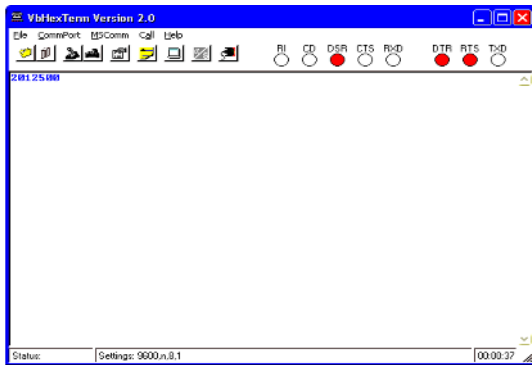 VbHexTerm Version 2.0
File CommPort MSComm Call Help
RI CD DSR CTS RXD DTR RTS TXD
2012500
Status: Settings: 9600,n,8,1 00:00:37